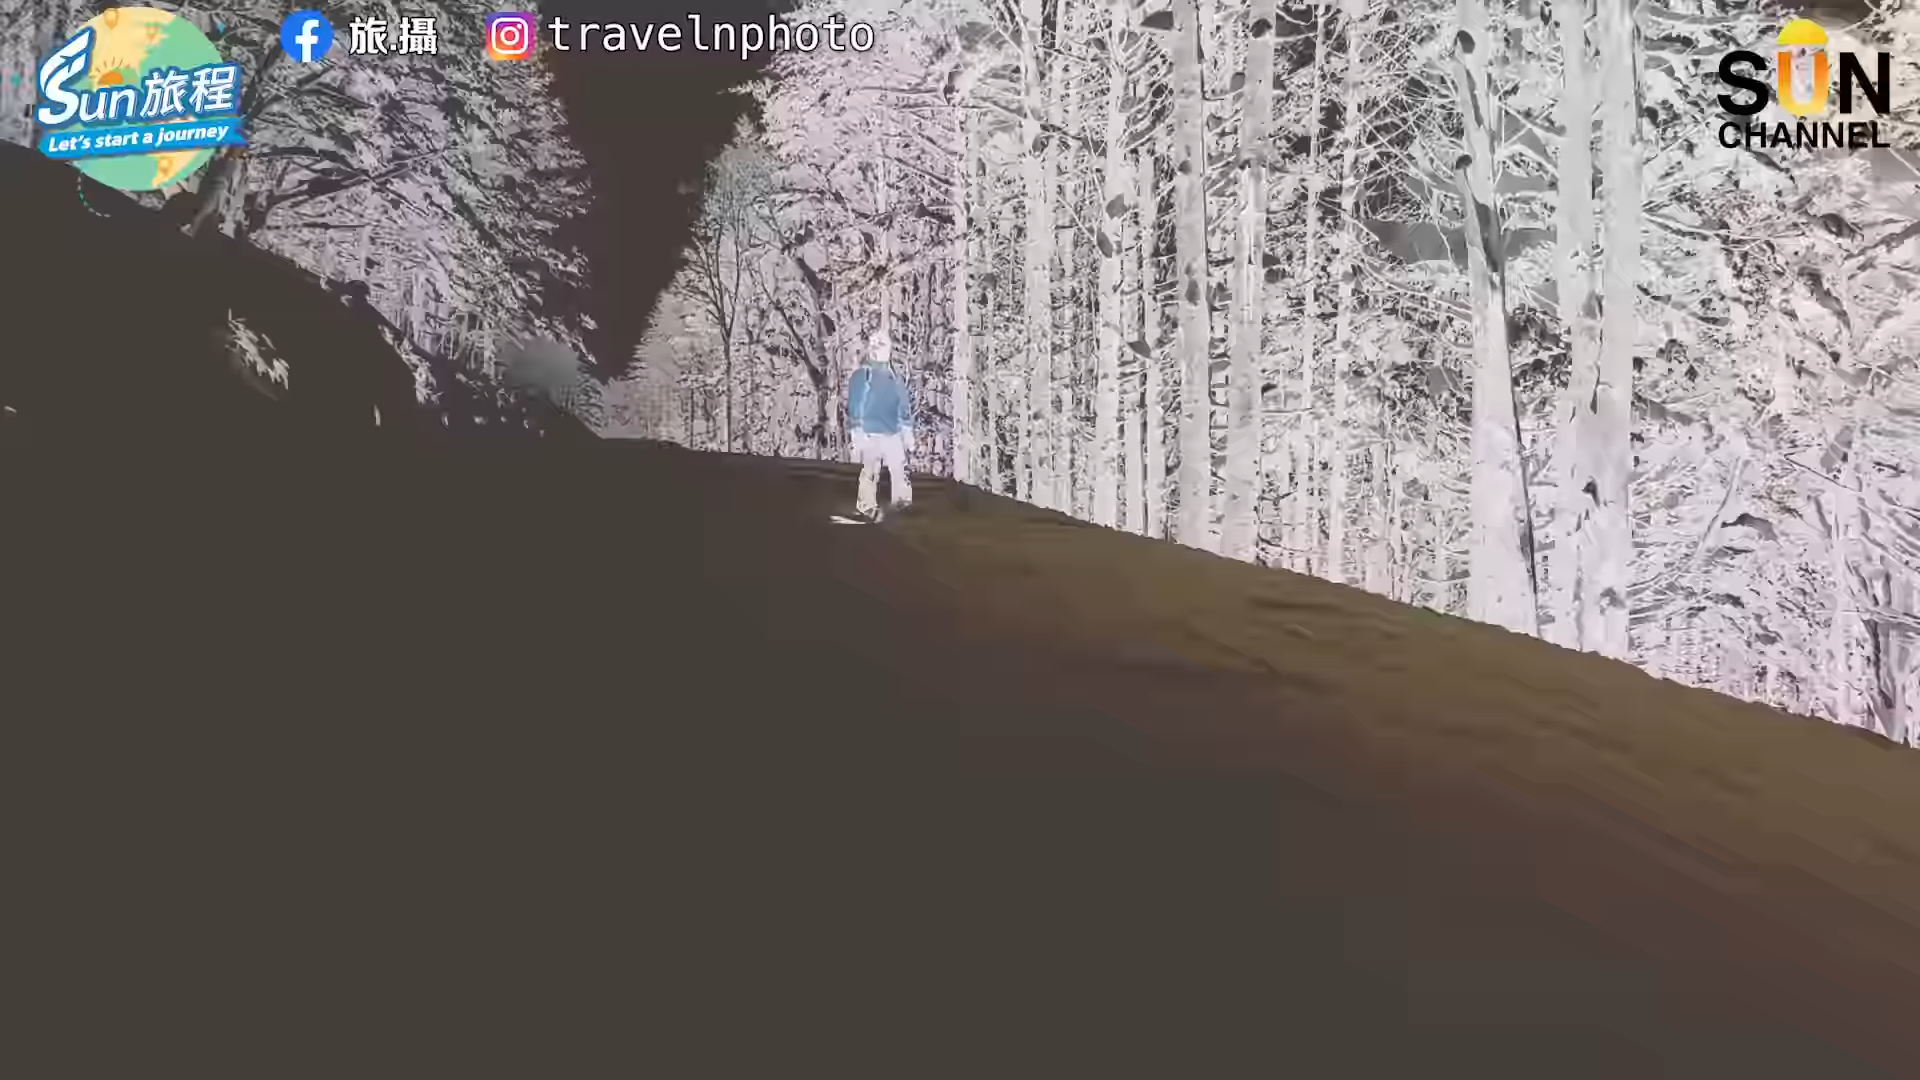 Sun旅程
Let's start a journey
旅.攝
travelnphoto
SUN
CHANNEL